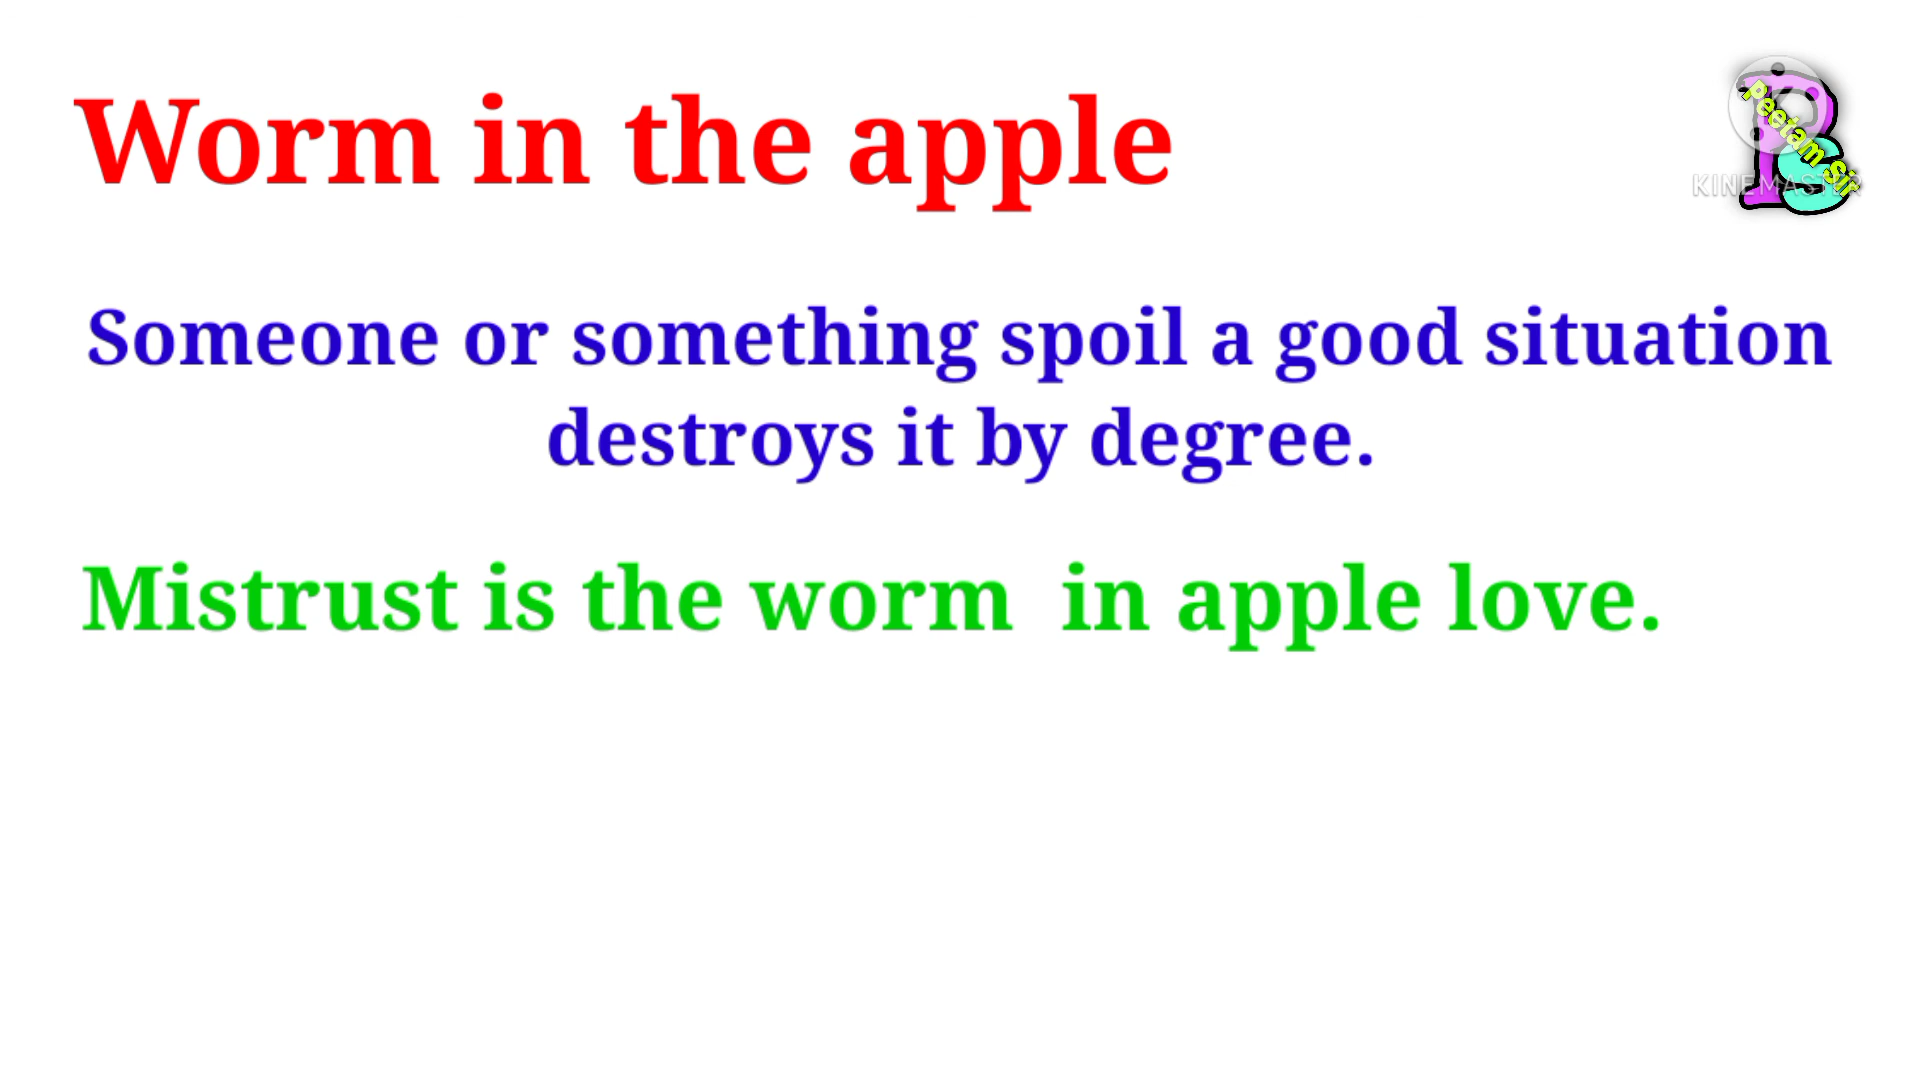 Worm in the apple
Peetam Sir
KINEMASTER
Someone or something spoil a good situation
destroys it by degree.
Mistrust is the worm  in apple love.